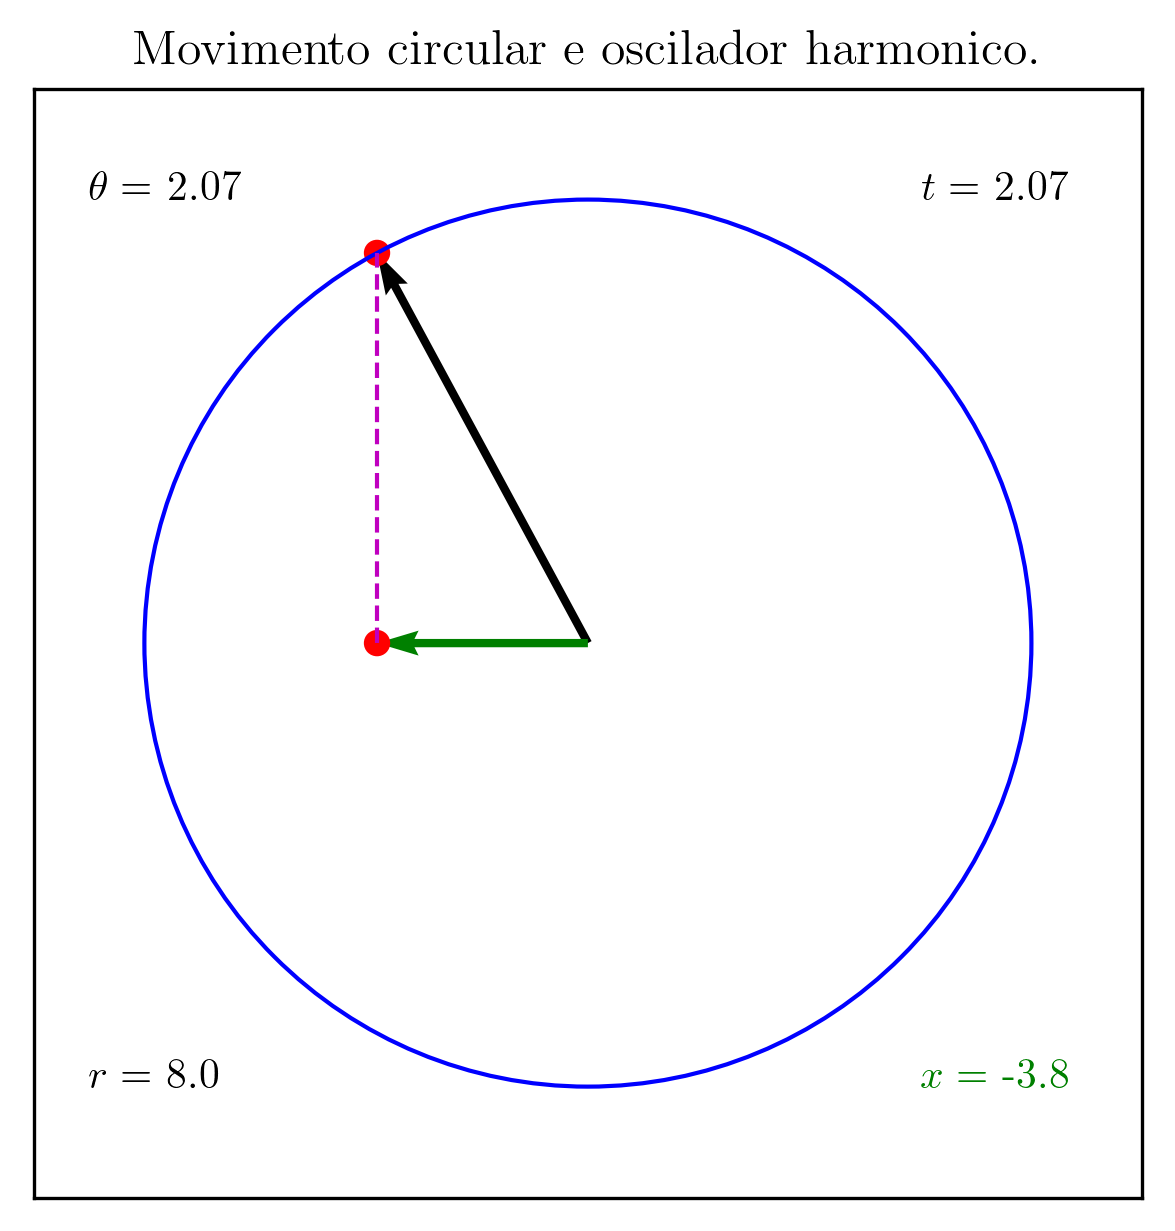 Movimento circular e oscilador harmonico.
θ = 2.07
t = 2.07
r = 8.0
x = -3.8